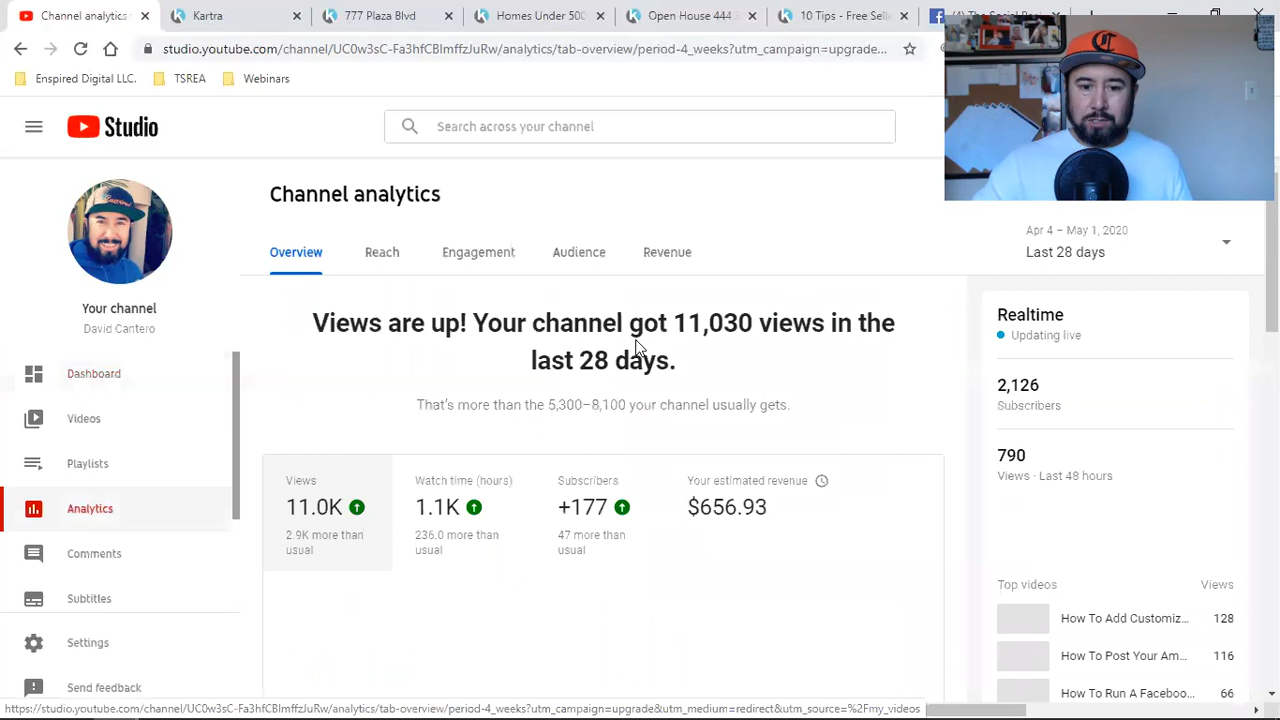 Channel analytics
Kartra
777 Plaza Blvd
Homes Under 500
Open House 4.0
10 Tips - Free Se
studio.youtube.com/channel/UC0w3sC-Fa3hfCBImffzJuRw/analytics/tab-overview/period-4_weeks?utm_campaign=upgrade...
Enspired Digital LLC.
TSREA
Webinars
Studio
Search across your channel
Your channel
David Cantero
Dashboard
Videos
Playlists
Analytics
Comments
Subtitles
Settings
Send feedback
Channel analytics
Overview
Reach
Engagement
Audience
Revenue
Apr 4 – May 1, 2020
Last 28 days
Views are up! Your channel got 11,030 views in the
last 28 days.
That's more than the 5,300–8,100 your channel usually gets.
Views
11.0K
2.9K more than
usual
Watch time (hours)
1.1K
236.0 more than
usual
Subscribers
+177
47 more than
usual
Your estimated revenue
$656.93
Realtime
Updating live
2,126
Subscribers
790
Views · Last 48 hours
Top videos Views
How To Add Customiz... 128
How To Post Your Am... 116
How To Run A Faceboo... 66
https://studio.youtube.com/channel/UC0w3sC-Fa3hfCBImffzJuRw/analytics/tab-overview/period-4_weeks?utm_campaign=upgrade&utm_medium=redirect&utm_source=%2Fmy_videos